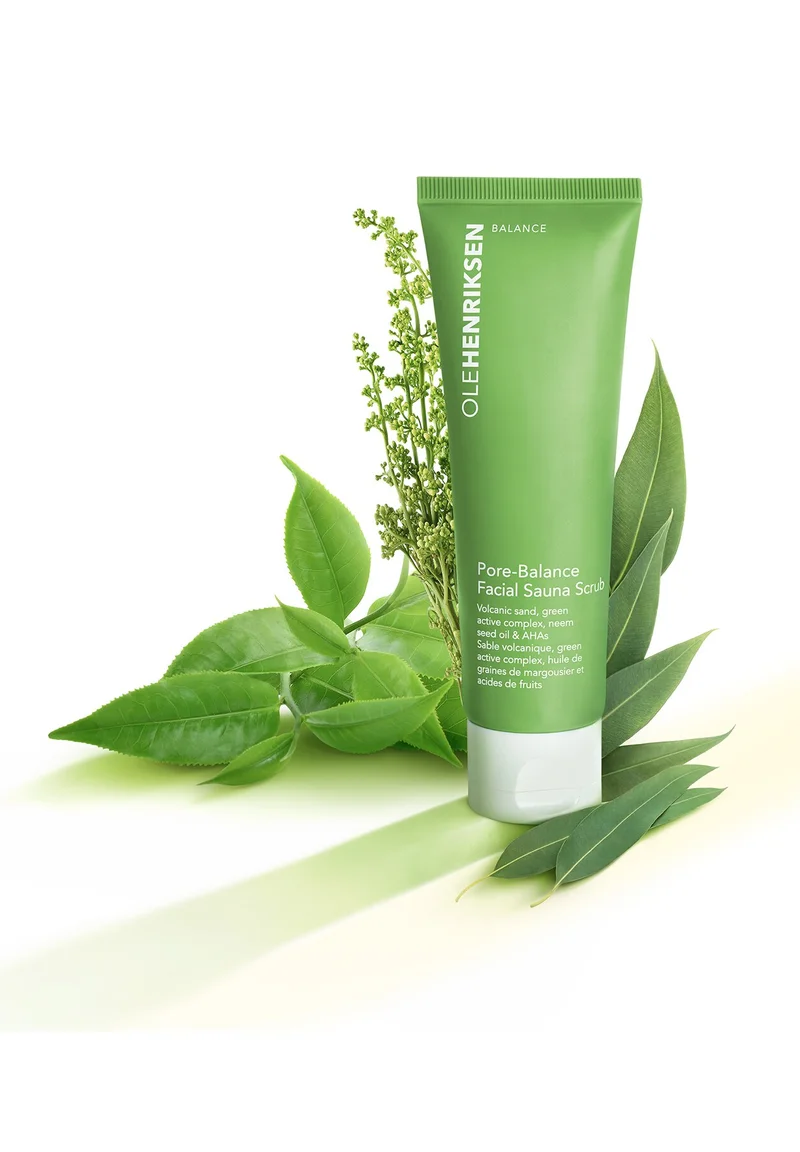 OLEHENRIKSEN
BALANCE
Pore-Balance
Facial Sauna Scrub
Volcanic sand, green
active complex, neem
seed oil & AHAs
Sable volcanique, green
active complex, huile de
graines de margousier et
acides de fruits